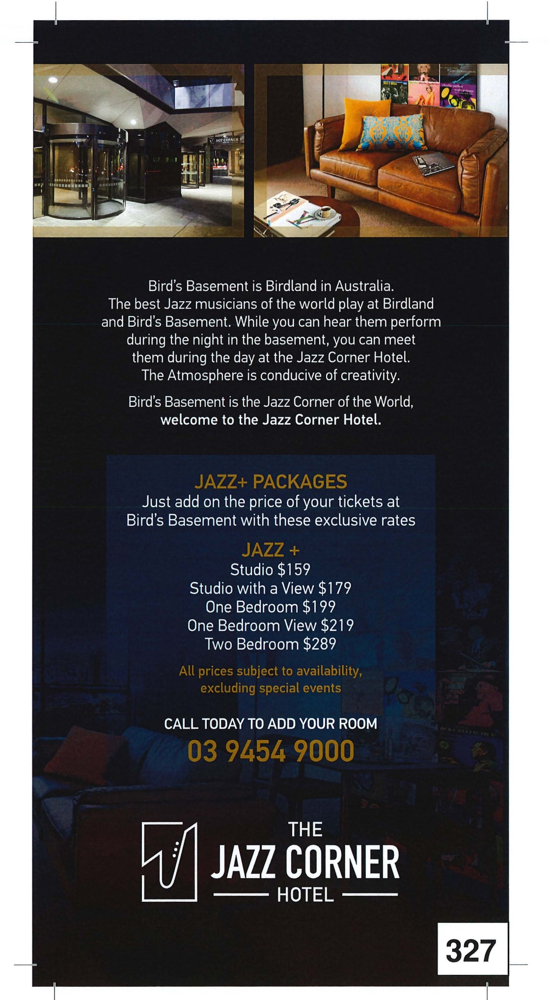 JAZZ CORNER
charlie parker
with strings
Bird's Basement is Birdland in Australia.
The best Jazz musicians of the world play at Birdland
and Bird's Basement. While you can hear them perform
during the night in the basement, you can meet
them during the day at the Jazz Corner Hotel.
The Atmosphere is conducive of creativity.
Bird's Basement is the Jazz Corner of the World,
welcome to the Jazz Corner Hotel.
JAZZ+ PACKAGES
Just add on the price of your tickets at
Bird's Basement with these exclusive rates
JAZZ +
Studio $159
Studio with a View $179
One Bedroom $199
One Bedroom View $219
Two Bedroom $289
All prices subject to availability,
excluding special events
CALL TODAY TO ADD YOUR ROOM
03 9454 9000
THE
JAZZ CORNER
HOTEL
327